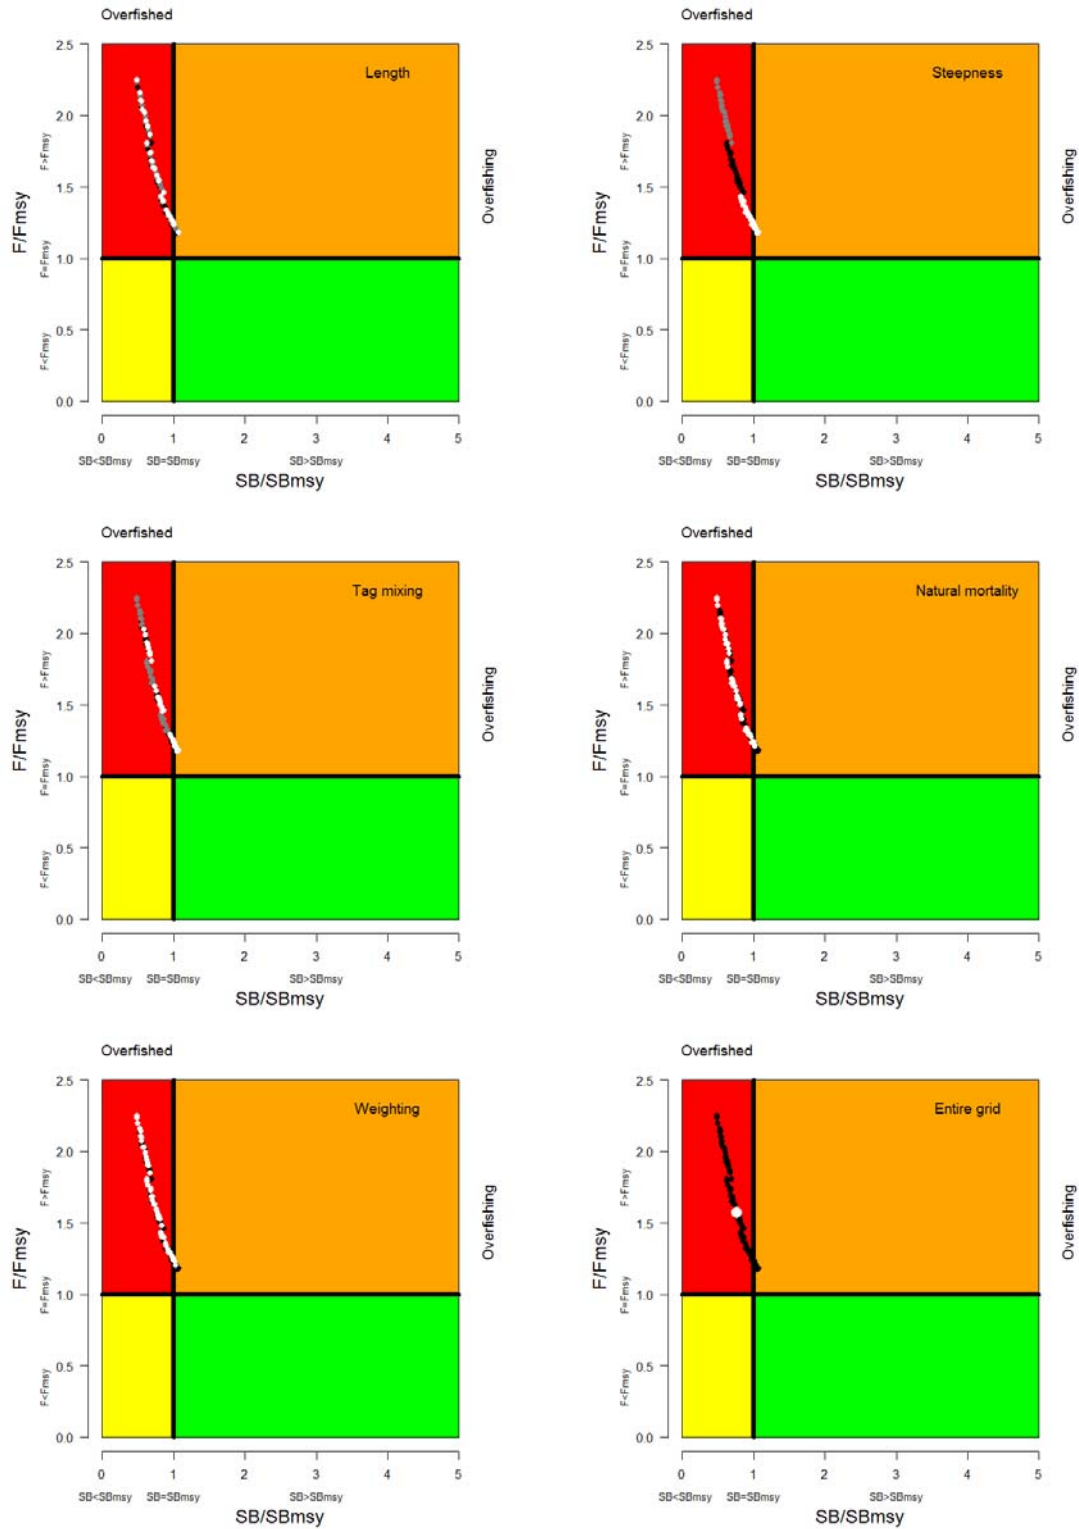 Overfished Overfished
2.5 Length 2.5 Steepness
2.0 2.0
F>Fmsy F>Fmsy
Overfishing Overfishing
1.5 1.5
F/Fmsy F/Fmsy
F=Fmsy 1.0 F=Fmsy 1.0
F<Fmsy 0.5 F<Fmsy 0.5
0.0 0.0
0 1 2 3 4 5 0 1 2 3 4 5
SB<SBmsy SB=SBmsy SB>SBmsy SB<SBmsy SB=SBmsy SB>SBmsy
SB/SBmsy SB/SBmsy
Overfished Overfished
2.5 Tag mixing 2.5 Natural mortality
2.0 2.0
F>Fmsy F>Fmsy
Overfishing Overfishing
1.5 1.5
F/Fmsy F/Fmsy
F=Fmsy 1.0 F=Fmsy 1.0
F<Fmsy 0.5 F<Fmsy 0.5
0.0 0.0
0 1 2 3 4 5 0 1 2 3 4 5
SB<SBmsy SB=SBmsy SB>SBmsy SB<SBmsy SB=SBmsy SB>SBmsy
SB/SBmsy SB/SBmsy
Overfished Overfished
2.5 Weighting 2.5 Entire grid
2.0 2.0
F>Fmsy F>Fmsy
Overfishing Overfishing
1.5 1.5
F/Fmsy F/Fmsy
F=Fmsy 1.0 F=Fmsy 1.0
F<Fmsy 0.5 F<Fmsy 0.5
0.0 0.0
0 1 2 3 4 5 0 1 2 3 4 5
SB<SBmsy SB=SBmsy SB>SBmsy SB<SBmsy SB=SBmsy SB>SBmsy
SB/SBmsy SB/SBmsy